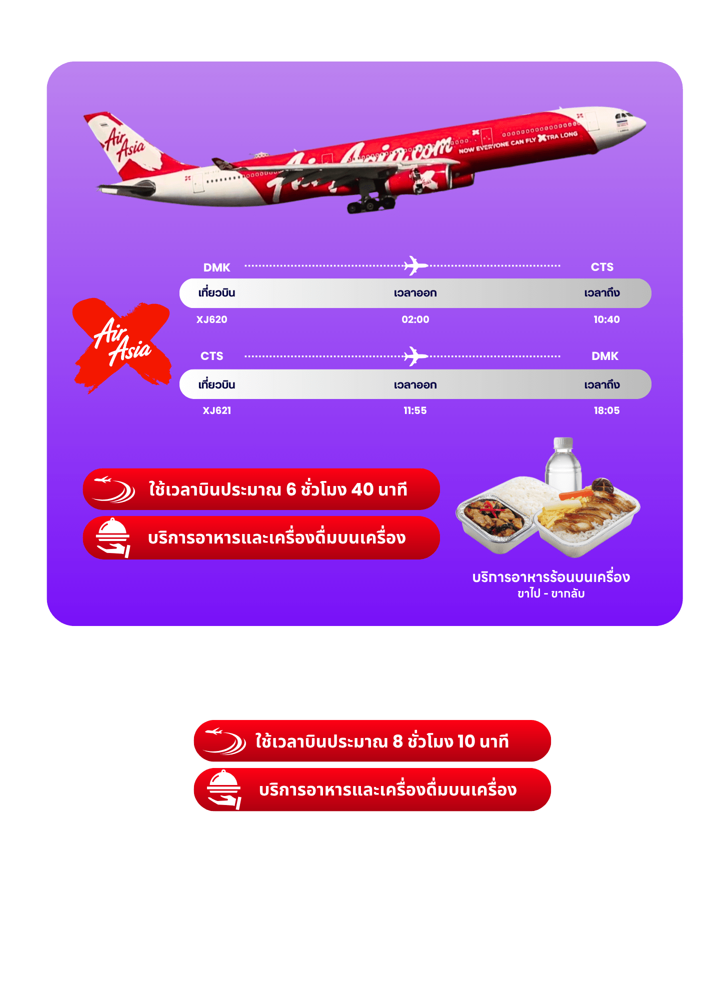 Air
Asia
AirAsia.com
NOW EVERYONE CAN FLY XTRA LONG
DMK
CTS
เที่ยวบิน
เวลาออก
เวลาถึง
XJ620
02:00
10:40
Air
Asia
CTS
DMK
เที่ยวบิน
เวลาออก
เวลาถึง
XJ621
11:55
18:05
ใช้เวลาบินประมาณ 6 ชั่วโมง 40 นาที
บริการอาหารและเครื่องดื่มบนเครื่อง
บริการอาหารร้อนบนเครื่อง
ขาไป - ขากลับ
ใช้เวลาบินประมาณ 8 ชั่วโมง 10 นาที
บริการอาหารและเครื่องดื่มบนเครื่อง